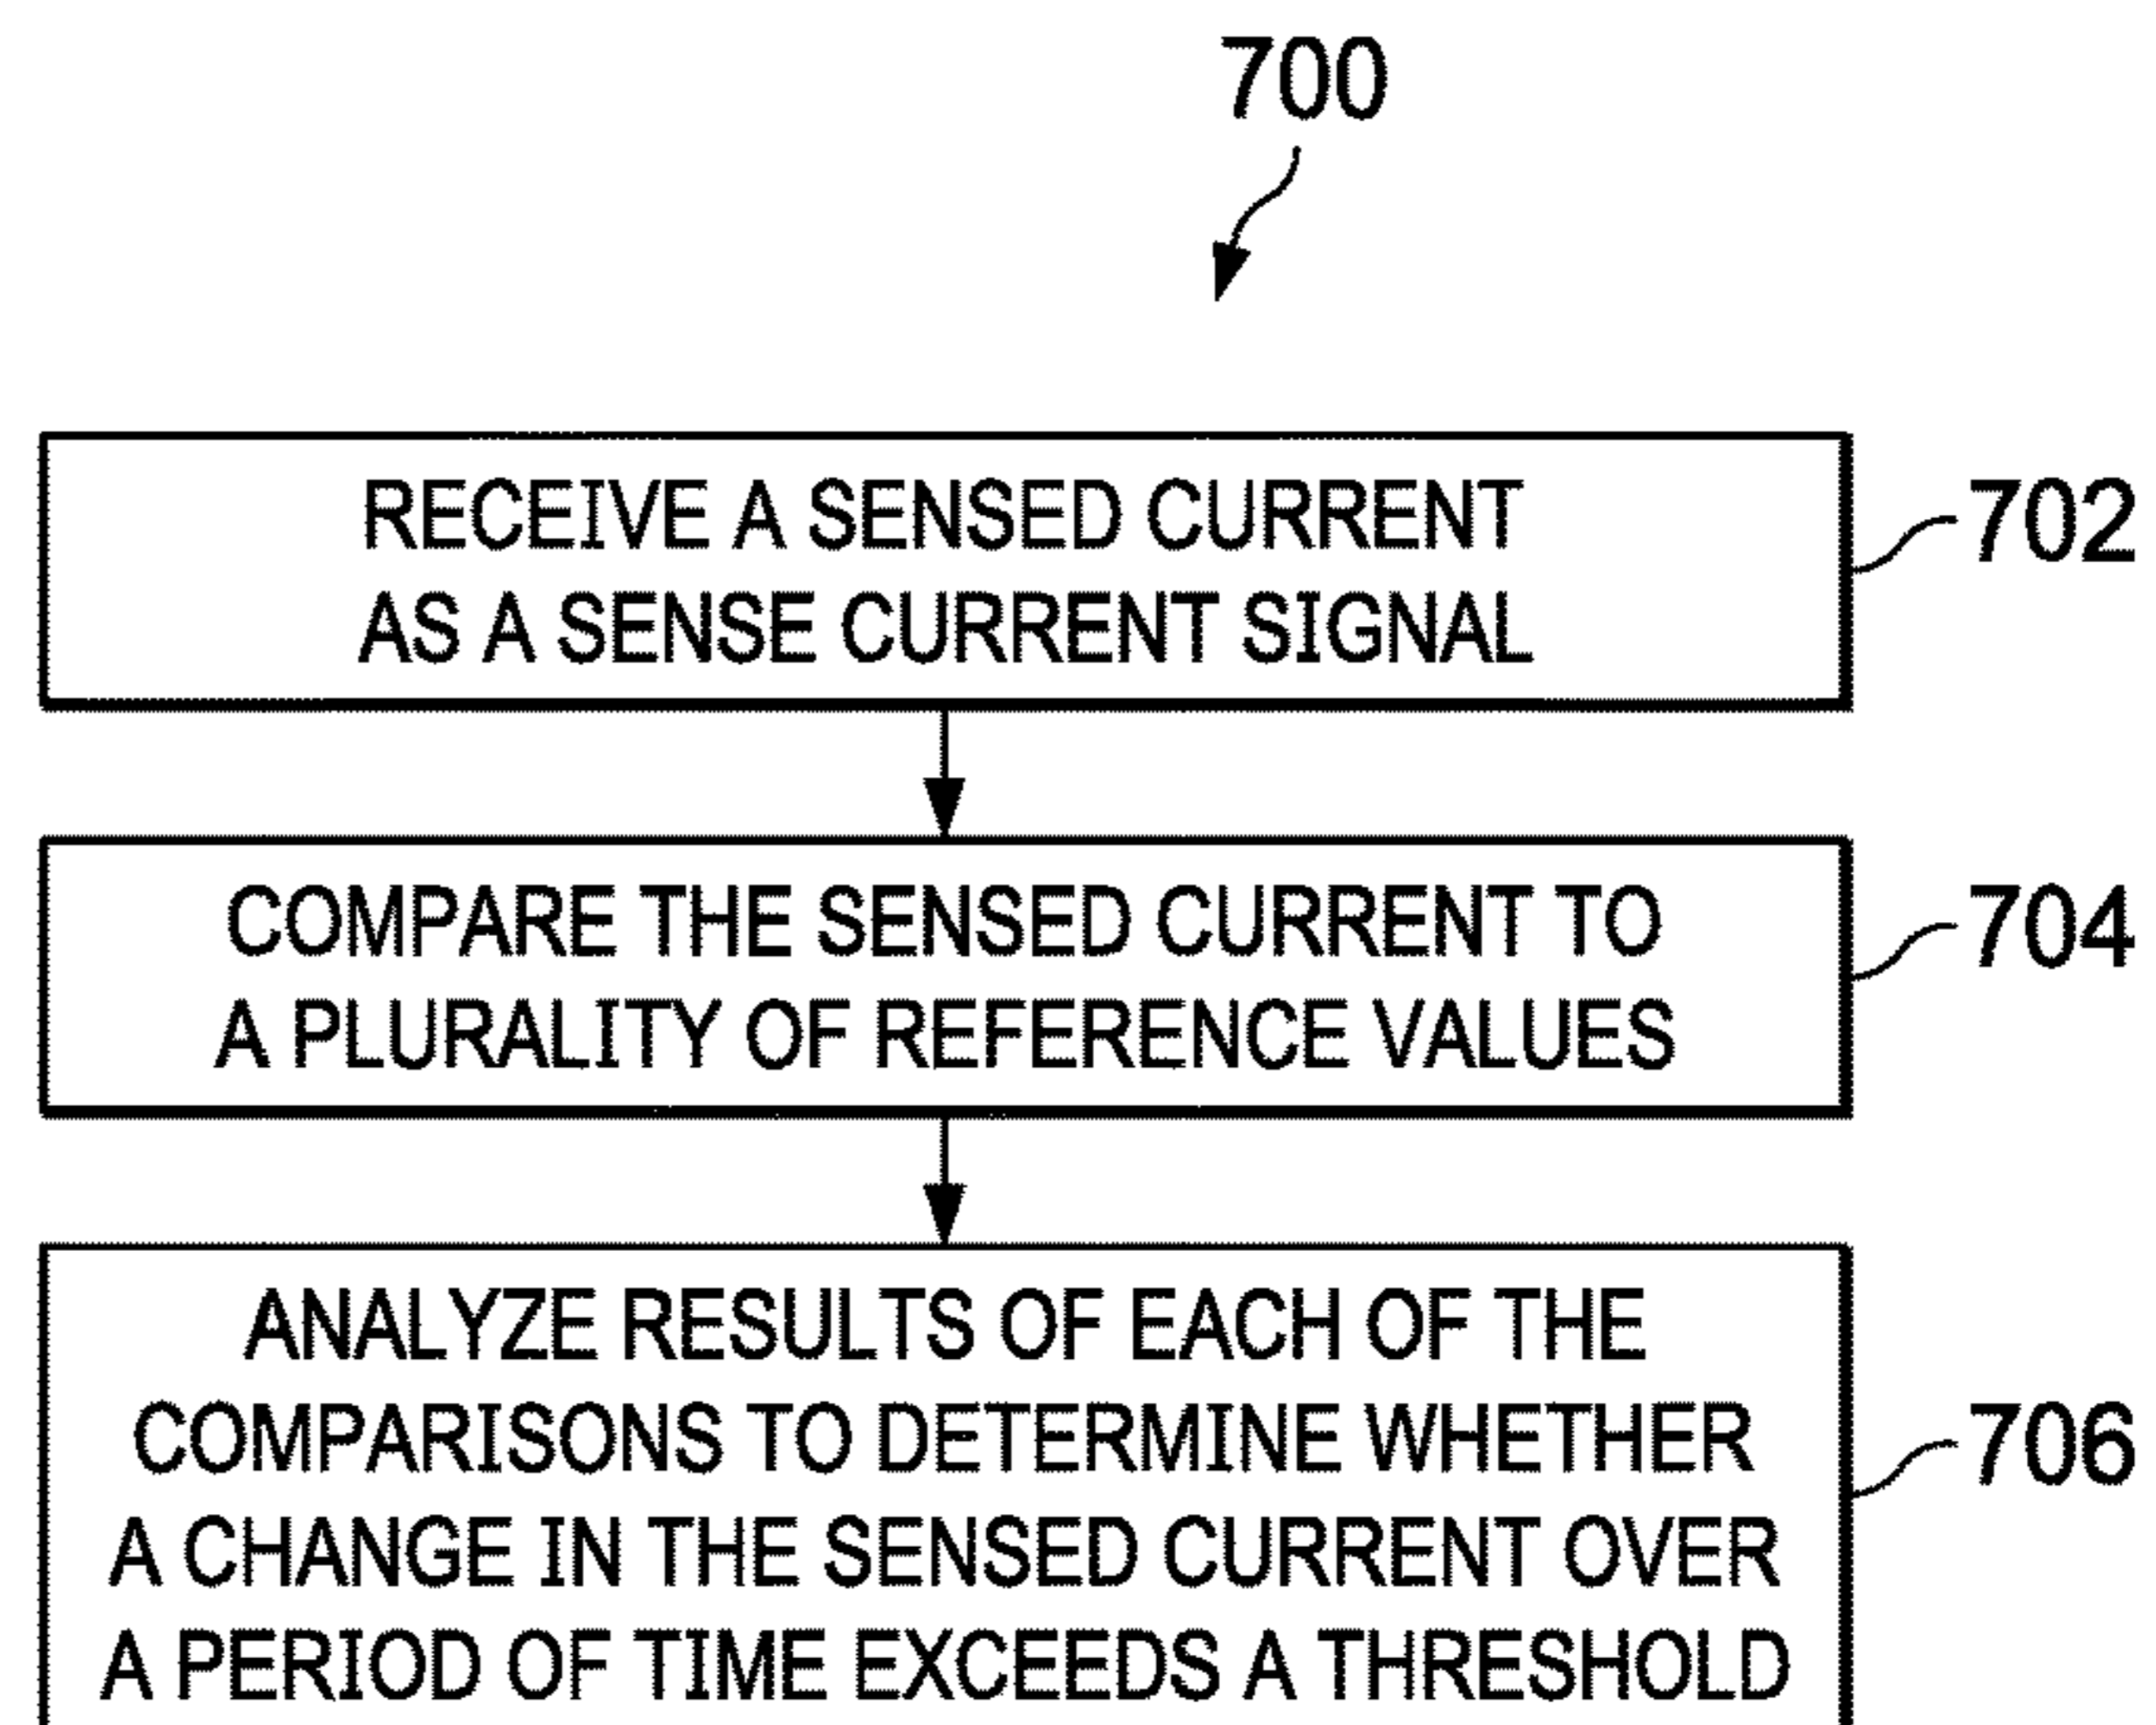 700
RECEIVE A SENSED CURRENT
AS A SENSE CURRENT SIGNAL
702
COMPARE THE SENSED CURRENT TO
A PLURALITY OF REFERENCE VALUES
704
ANALYZE RESULTS OF EACH OF THE
COMPARISONS TO DETERMINE WHETHER
A CHANGE IN THE SENSED CURRENT OVER
A PERIOD OF TIME EXCEEDS A THRESHOLD
706